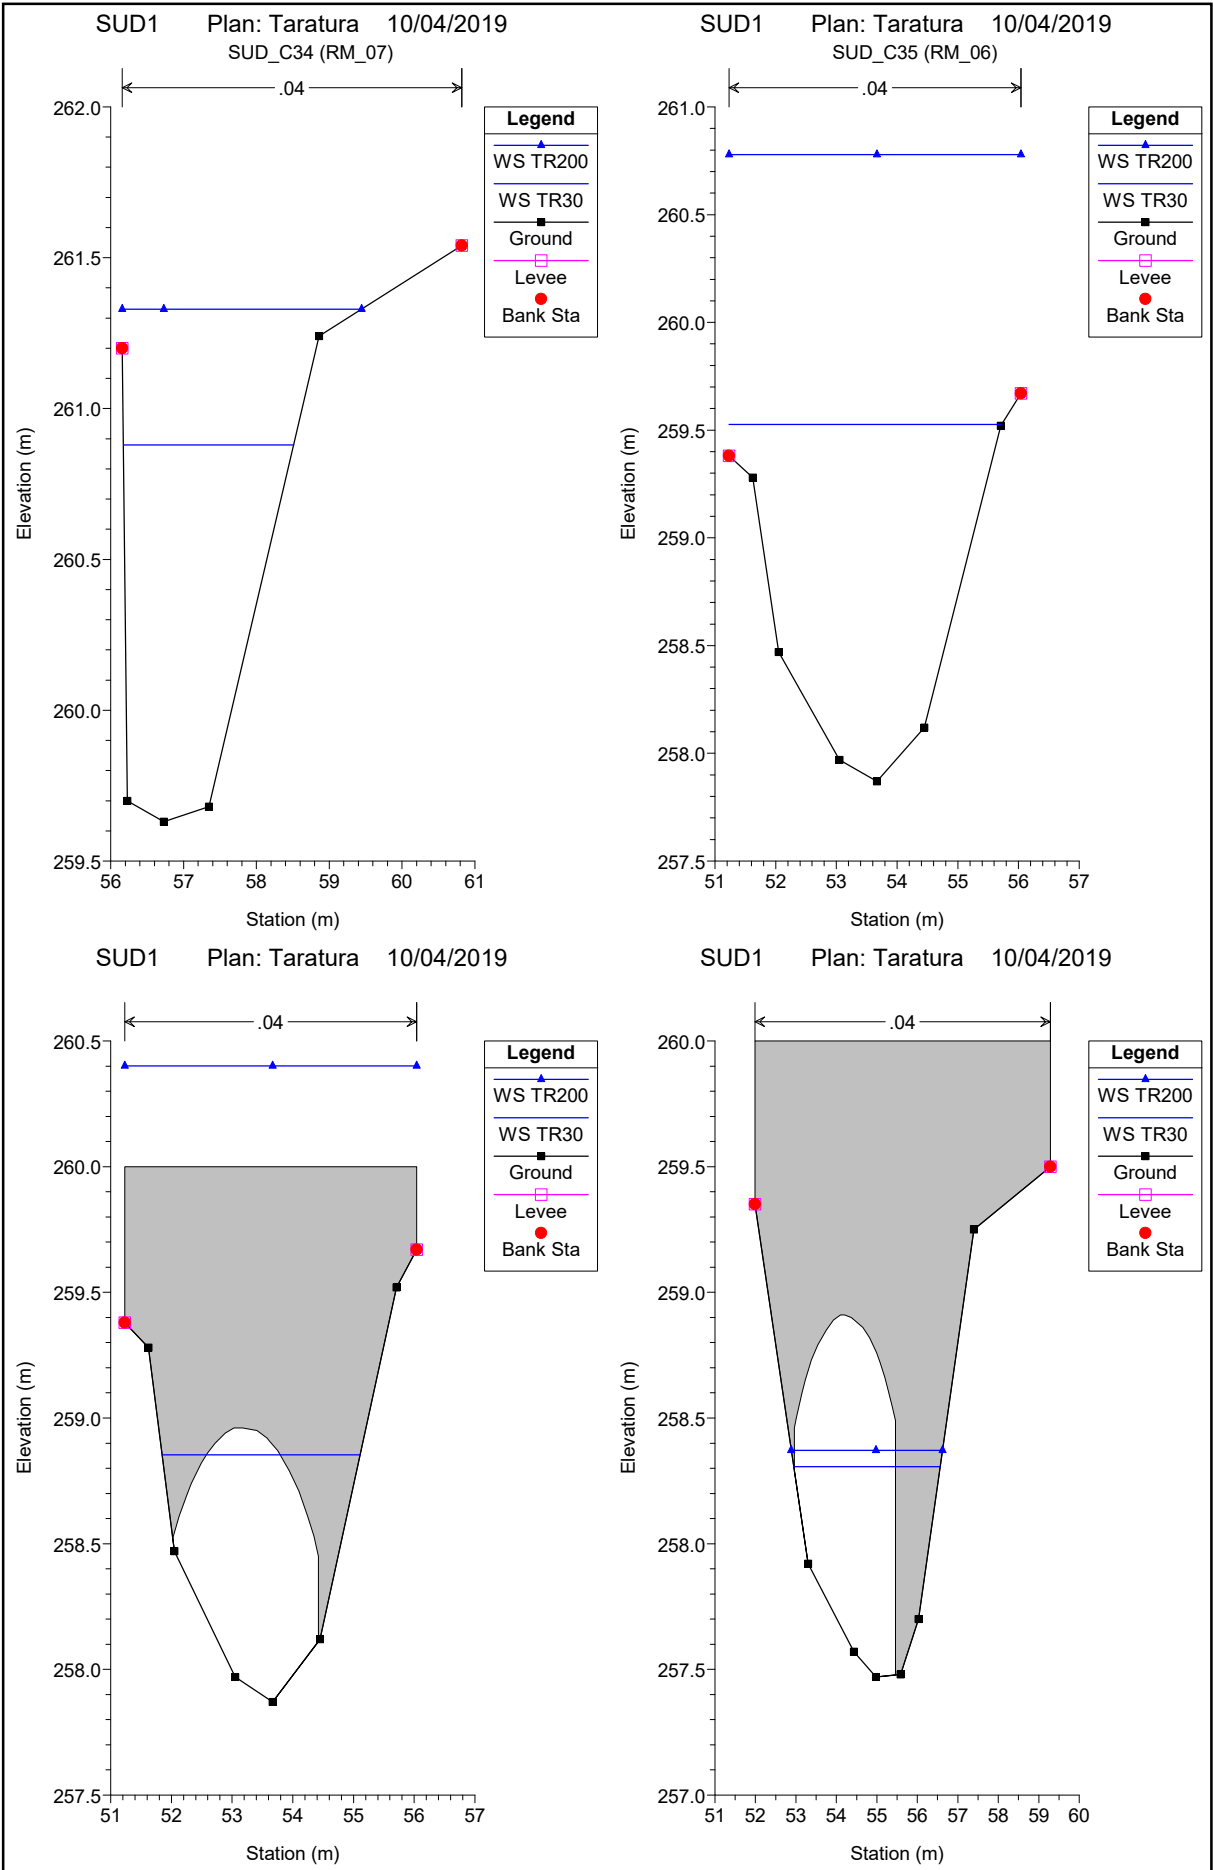 SUD1 Plan: Taratura 10/04/2019
SUD_C34 (RM_07)
.04
Legend
WS TR200
WS TR30
Ground
Levee
Bank Sta
262.0
261.5
261.0
260.5
260.0
259.5
Elevation (m)
56 57 58 59 60 61
Station (m)
SUD1 Plan: Taratura 10/04/2019
SUD_C35 (RM_06)
.04
Legend
WS TR200
WS TR30
Ground
Levee
Bank Sta
261.0
260.5
260.0
259.5
259.0
258.5
258.0
257.5
Elevation (m)
51 52 53 54 55 56 57
Station (m)
SUD1 Plan: Taratura 10/04/2019
.04
Legend
WS TR200
WS TR30
Ground
Levee
Bank Sta
260.5
260.0
259.5
259.0
258.5
258.0
257.5
Elevation (m)
51 52 53 54 55 56 57
Station (m)
SUD1 Plan: Taratura 10/04/2019
.04
Legend
WS TR200
WS TR30
Ground
Levee
Bank Sta
260.0
259.5
259.0
258.5
258.0
257.5
257.0
Elevation (m)
51 52 53 54 55 56 57 58 59 60
Station (m)